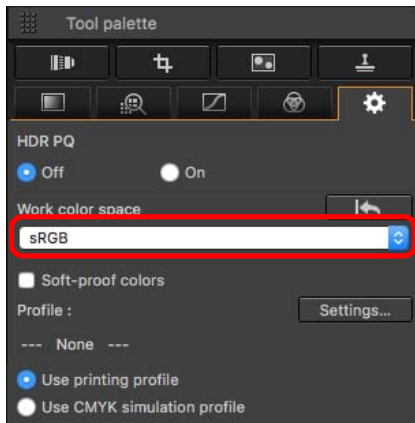 Tool palette
HDR PQ
Off On
Work color space
sRGB
Soft-proof colors
Profile : Settings...
--- None ---
Use printing profile
Use CMYK simulation profile